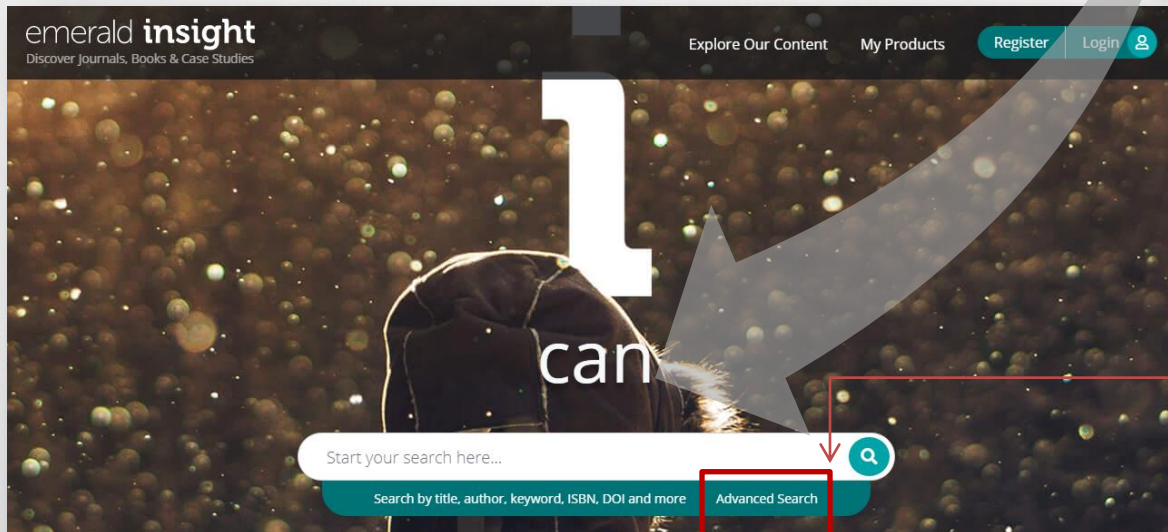 emerald insight
Discover Journals, Books & Case Studies
Explore Our Content My Products Register Login
i
can
Start your search here...
Search by title, author, keyword, ISBN, DOI and more Advanced Search